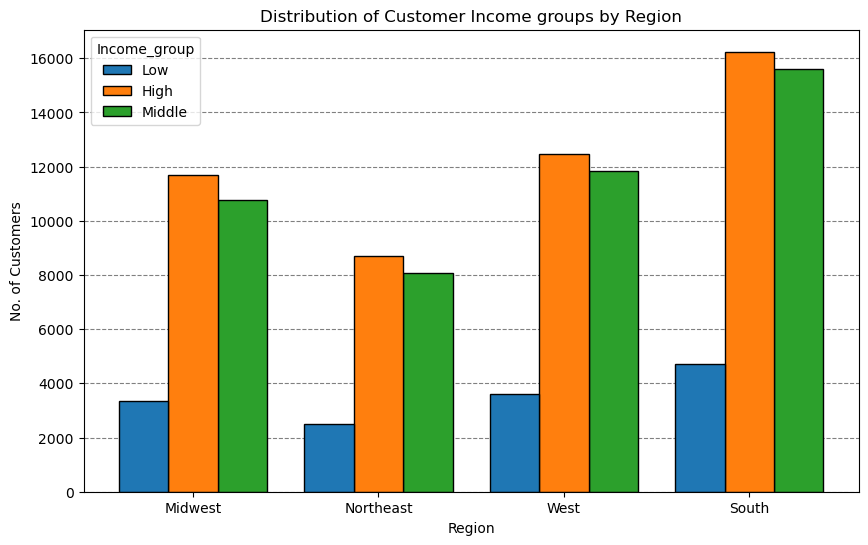 Distribution of Customer Income groups by Region
Income_group
Low
High
Middle
No. of Customers
16000
14000
12000
10000
8000
6000
4000
2000
0
Midwest Northeast West South
Region